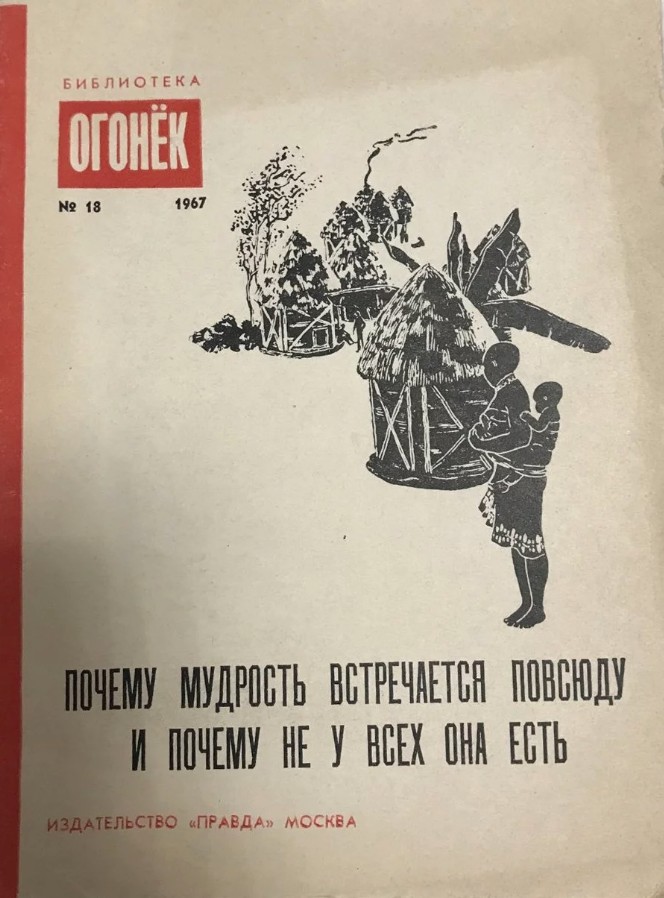 БИБЛИОТЕКА
ОГОНЁК
№ 18 1967
ПОЧЕМУ МУДРОСТЬ ВСТРЕЧАЕТСЯ ПОВСЮДУ
И ПОЧЕМУ НЕ У ВСЕХ ОНА ЕСТЬ
ИЗДАТЕЛЬСТВО «ПРАВДА» МОСКВА